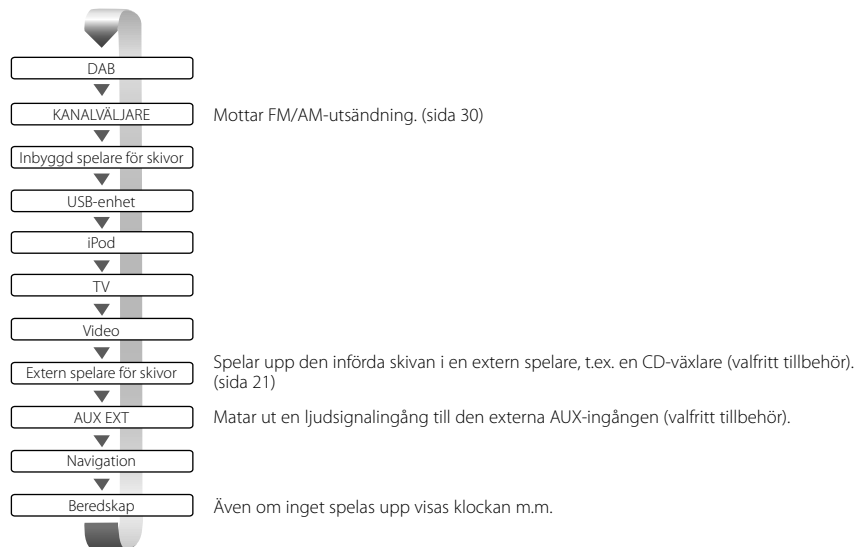 DAB
KANALVÄLJARE
Mottar FM/AM-utsändning. (sida 30)
Inbyggd spelare för skivor
USB-enhet
iPod
TV
Video
Extern spelare för skivor
Spelar upp den införda skivan i en extern spelare, t.ex. en CD-växlare (valfritt tillbehör).
(sida 21)
AUX EXT
Matar ut en ljudsignalingång till den externa AUX-ingången (valfritt tillbehör).
Navigation
Beredskap
Även om inget spelas upp visas klockan m.m.